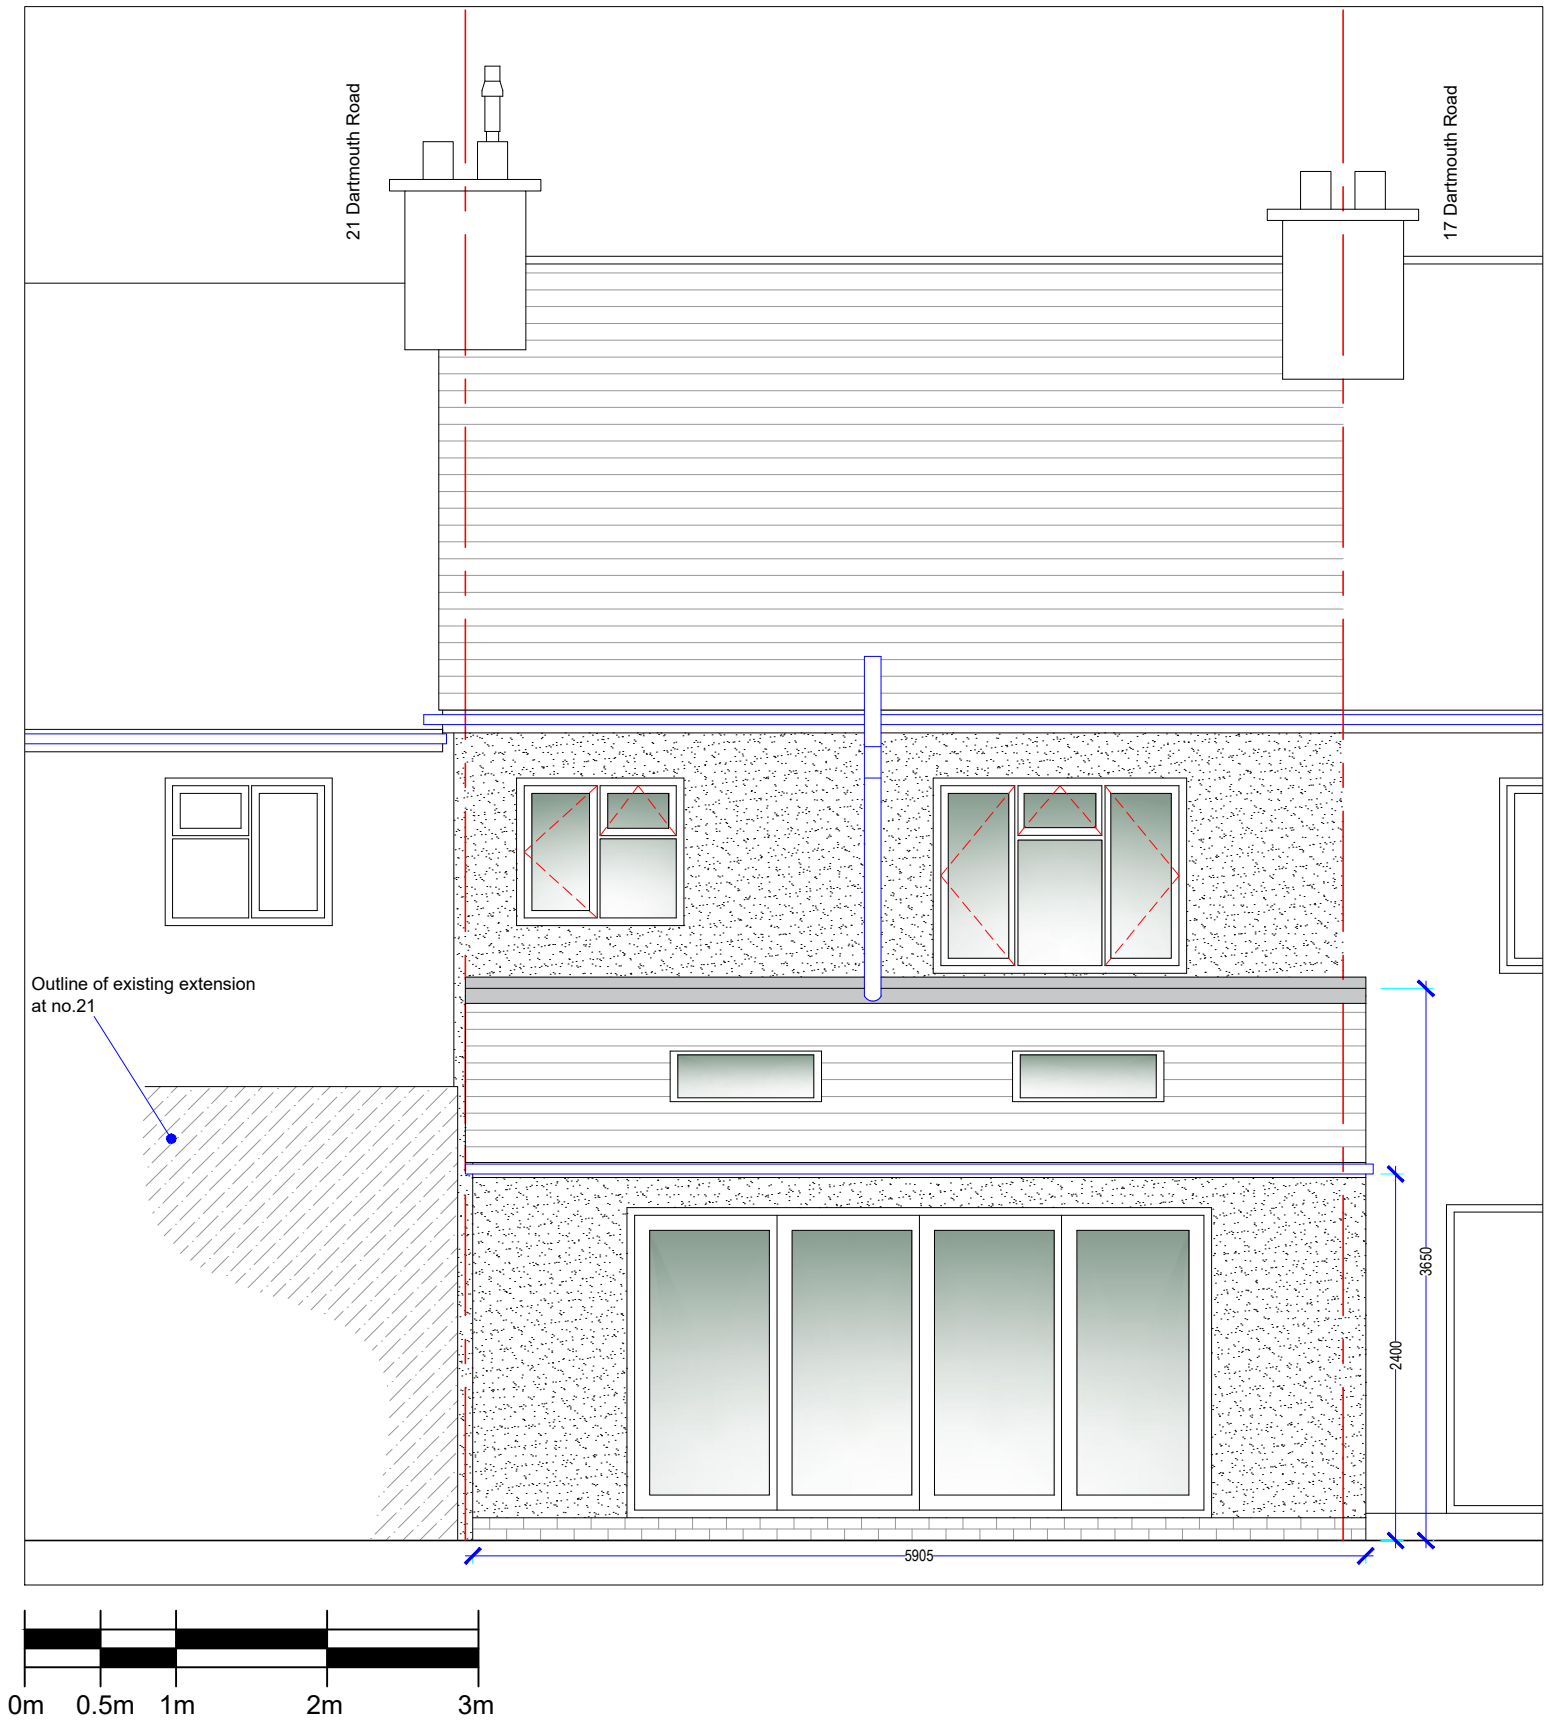 21 Dartmouth Road
17 Dartmouth Road
Outline of existing extension
at no.21
3650
2400
5905
0m 0.5m 1m 2m 3m